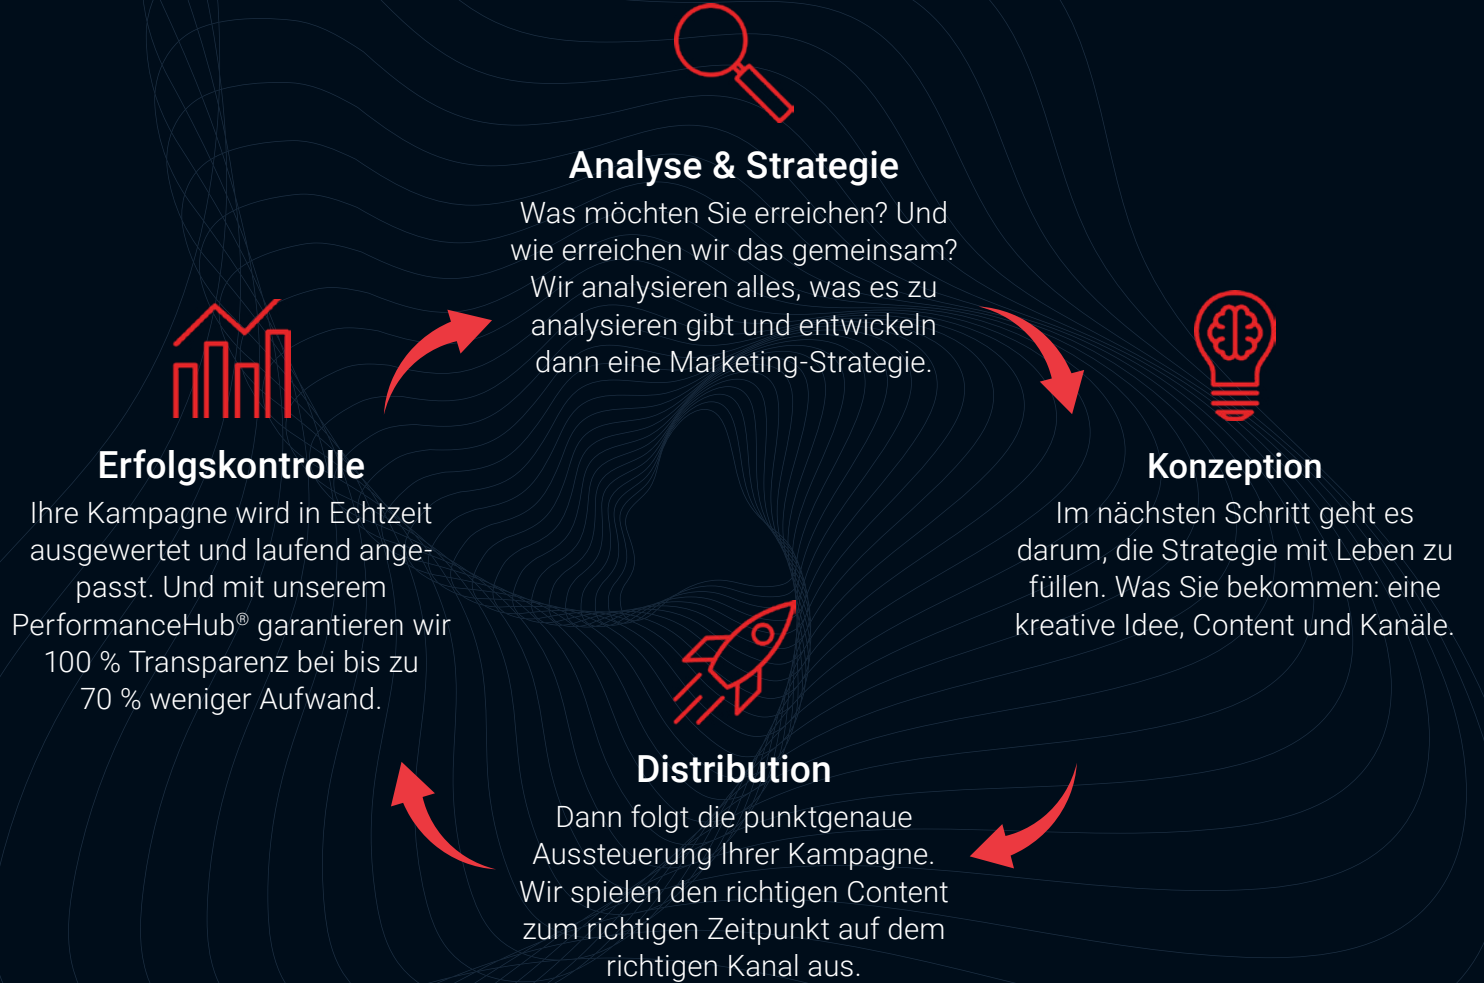 Analyse & Strategie
Was möchten Sie erreichen? Und
wie erreichen wir das gemeinsam?
Wir analysieren alles, was es zu
analysieren gibt und entwickeln
dann eine Marketing-Strategie.
Konzeption
Im nächsten Schritt geht es
darum, die Strategie mit Leben zu
füllen. Was Sie bekommen: eine
kreative Idee, Content und Kanäle.
Distribution
Dann folgt die punktgenaue
Aussteuerung Ihrer Kampagne.
Wir spielen den richtigen Content
zum richtigen Zeitpunkt auf dem
richtigen Kanal aus.
Erfolgskontrolle
Ihre Kampagne wird in Echtzeit
ausgewertet und laufend ange-
passt. Und mit unserem
PerformanceHub® garantieren wir
100 % Transparenz bei bis zu
70 % weniger Aufwand.